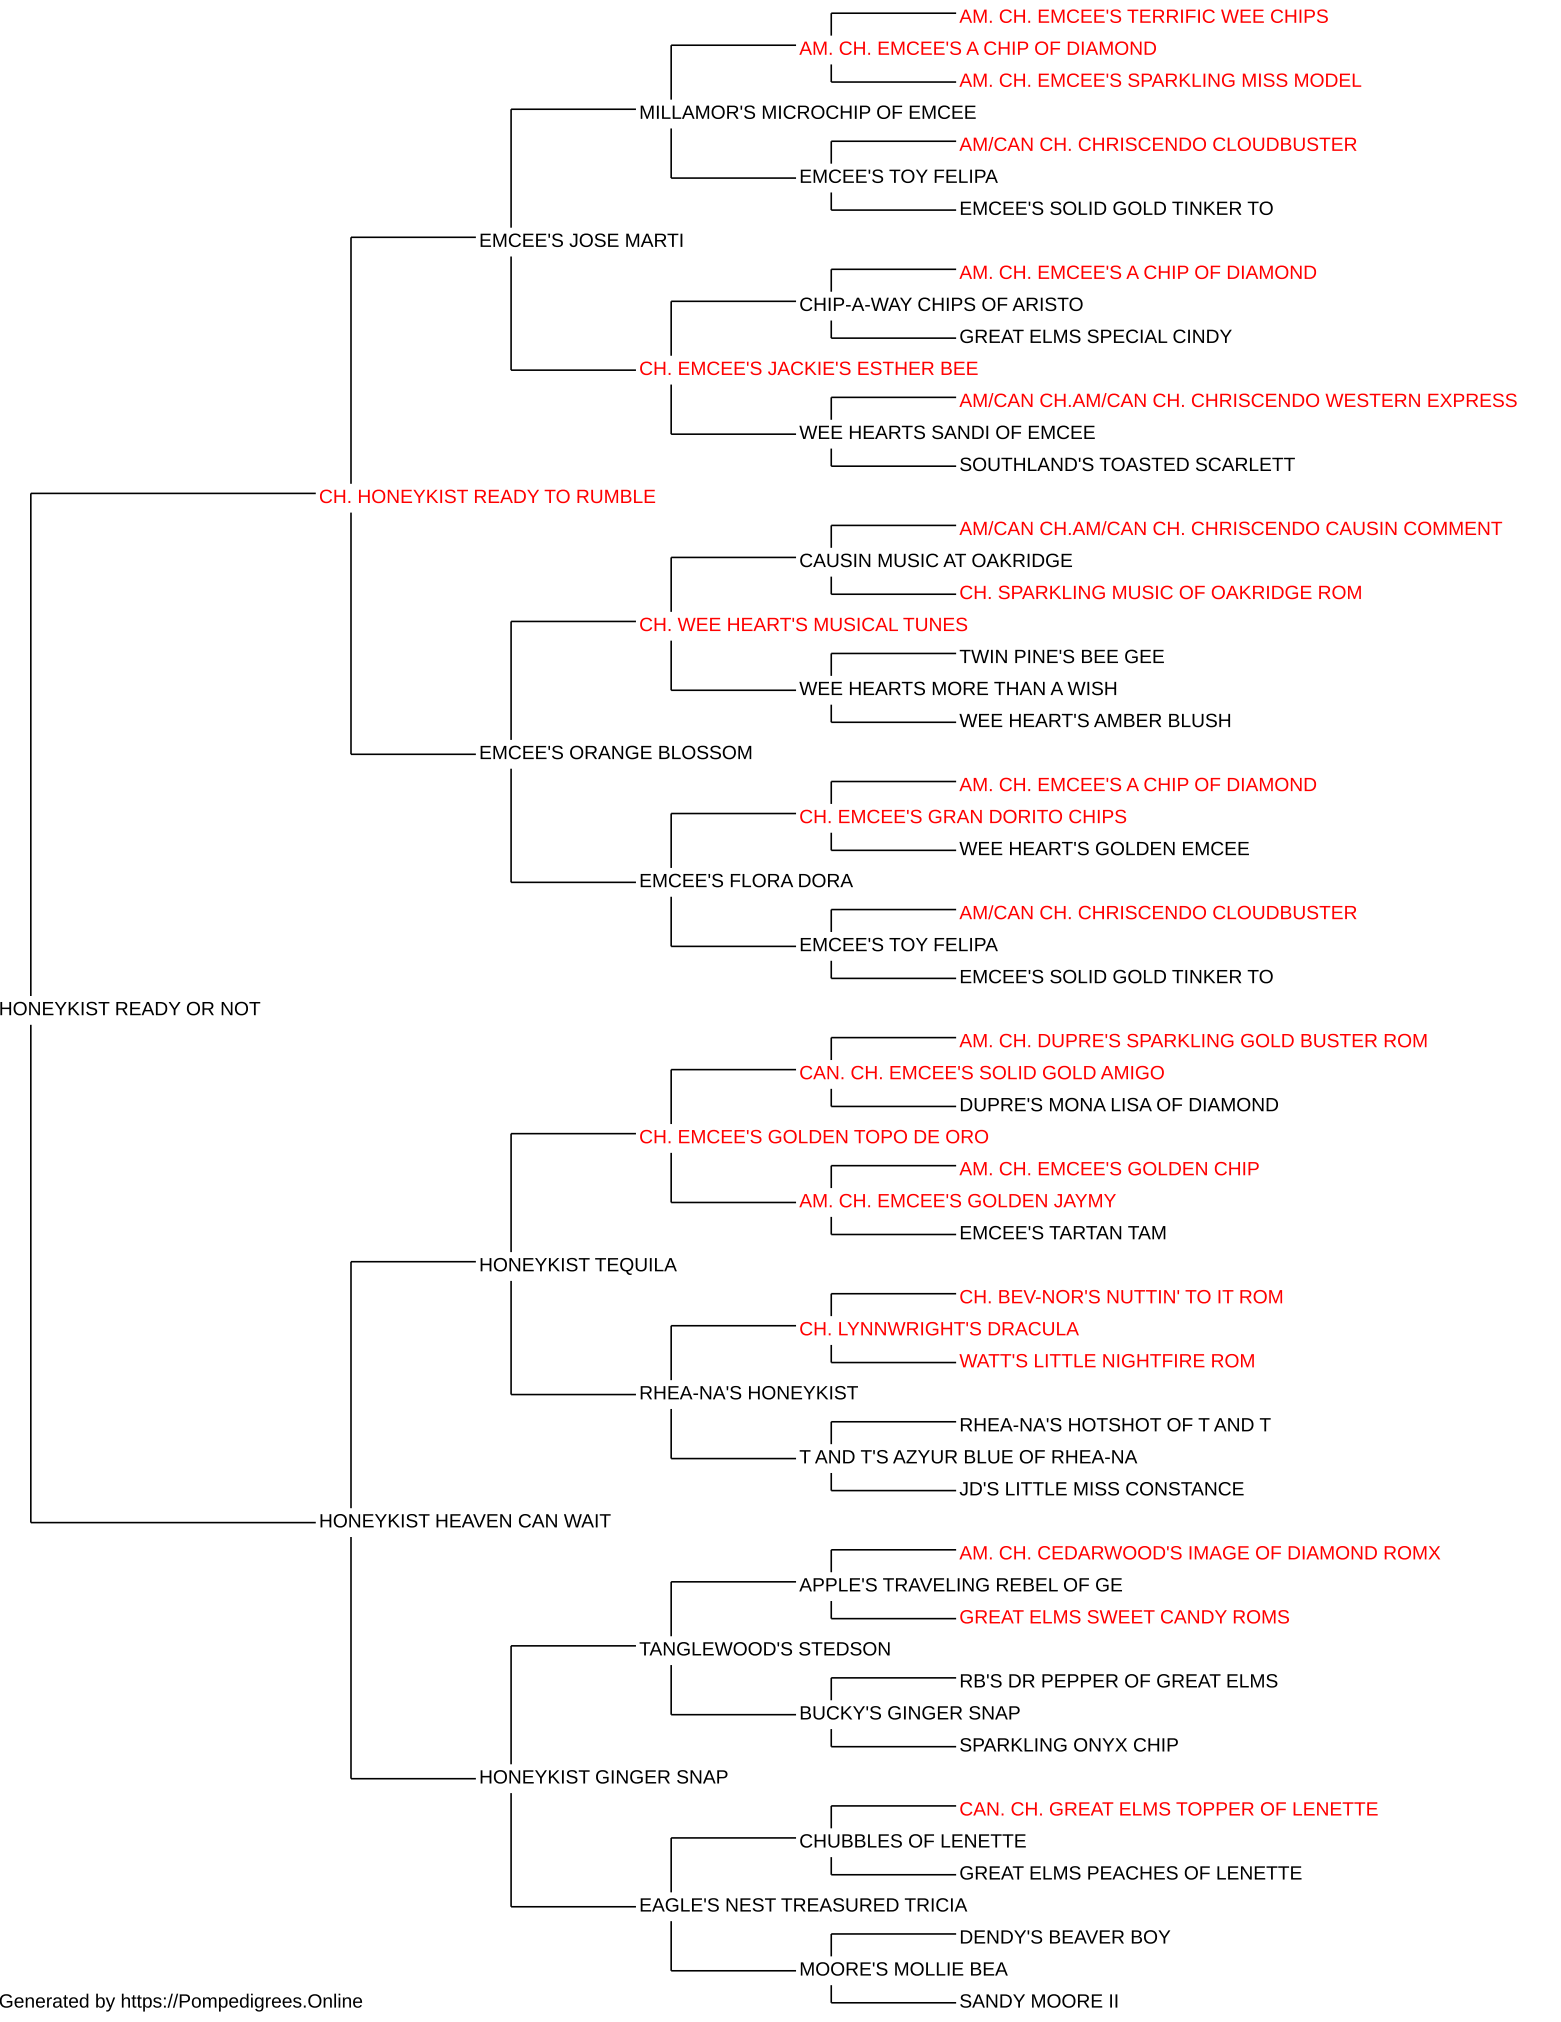 AM. CH. EMCEE'S TERRIFIC WEE CHIPS
AM. CH. EMCEE'S A CHIP OF DIAMOND
AM. CH. EMCEE'S SPARKLING MISS MODEL
MILLAMOR'S MICROCHIP OF EMCEE
AM/CAN CH. CHRISCENDO CLOUDBUSTER
EMCEE'S TOY FELIPA
EMCEE'S SOLID GOLD TINKER TO
EMCEE'S JOSE MARTI
AM. CH. EMCEE'S A CHIP OF DIAMOND
CHIP-A-WAY CHIPS OF ARISTO
GREAT ELMS SPECIAL CINDY
CH. EMCEE'S JACKIE'S ESTHER BEE
AM/CAN CH.AM/CAN CH. CHRISCENDO WESTERN EXPRESS
WEE HEARTS SANDI OF EMCEE
SOUTHLAND'S TOASTED SCARLETT
CH. HONEYKIST READY TO RUMBLE
AM/CAN CH.AM/CAN CH. CHRISCENDO CAUSIN COMMENT
CAUSIN MUSIC AT OAKRIDGE
CH. SPARKLING MUSIC OF OAKRIDGE ROM
CH. WEE HEART'S MUSICAL TUNES
TWIN PINE'S BEE GEE
WEE HEARTS MORE THAN A WISH
WEE HEART'S AMBER BLUSH
EMCEE'S ORANGE BLOSSOM
AM. CH. EMCEE'S A CHIP OF DIAMOND
CH. EMCEE'S GRAN DORITO CHIPS
WEE HEART'S GOLDEN EMCEE
EMCEE'S FLORA DORA
AM/CAN CH. CHRISCENDO CLOUDBUSTER
EMCEE'S TOY FELIPA
EMCEE'S SOLID GOLD TINKER TO
HONEYKIST READY OR NOT
AM. CH. DUPRE'S SPARKLING GOLD BUSTER ROM
CAN. CH. EMCEE'S SOLID GOLD AMIGO
DUPRE'S MONA LISA OF DIAMOND
CH. EMCEE'S GOLDEN TOPO DE ORO
AM. CH. EMCEE'S GOLDEN CHIP
AM. CH. EMCEE'S GOLDEN JAYMY
EMCEE'S TARTAN TAM
HONEYKIST TEQUILA
CH. BEV-NOR'S NUTTIN' TO IT ROM
CH. LYNNWRIGHT'S DRACULA
WATT'S LITTLE NIGHTFIRE ROM
RHEA-NA'S HONEYKIST
RHEA-NA'S HOTSHOT OF T AND T
T AND T'S AZYUR BLUE OF RHEA-NA
JD'S LITTLE MISS CONSTANCE
HONEYKIST HEAVEN CAN WAIT
AM. CH. CEDARWOOD'S IMAGE OF DIAMOND ROMX
APPLE'S TRAVELING REBEL OF GE
GREAT ELMS SWEET CANDY ROMS
TANGLEWOOD'S STEDSON
RB'S DR PEPPER OF GREAT ELMS
BUCKY'S GINGER SNAP
SPARKLING ONYX CHIP
HONEYKIST GINGER SNAP
CAN. CH. GREAT ELMS TOPPER OF LENETTE
CHUBBLES OF LENETTE
GREAT ELMS PEACHES OF LENETTE
EAGLE'S NEST TREASURED TRICIA
DENDY'S BEAVER BOY
MOORE'S MOLLIE BEA
SANDY MOORE II
Generated by https://Pompedigrees.Online